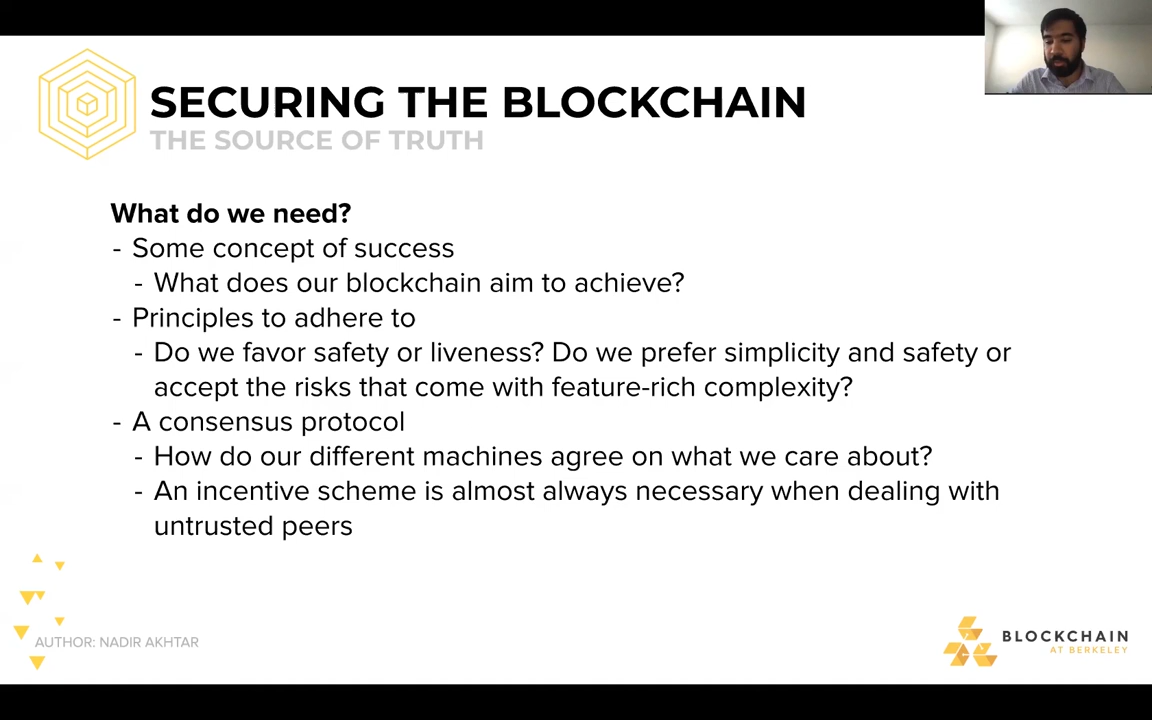 SECURING THE BLOCKCHAIN
THE SOURCE OF TRUTH
What do we need?
- Some concept of success
- What does our blockchain aim to achieve?
- Principles to adhere to
- Do we favor safety or liveness? Do we prefer simplicity and safety or
accept the risks that come with feature-rich complexity?
- A consensus protocol
- How do our different machines agree on what we care about?
- An incentive scheme is almost always necessary when dealing with
untrusted peers
AUTHOR: NADIR AKHTAR
BLOCKCHAIN
AT BERKELEY